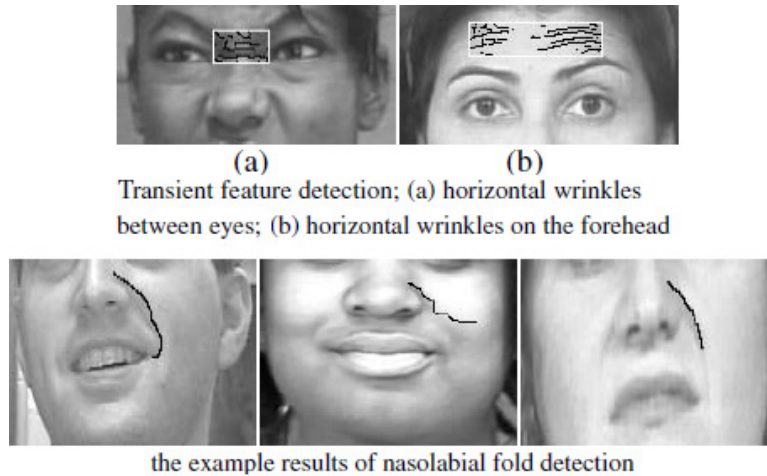 (a) (b)
Transient feature detection; (a) horizontal wrinkles
between eyes; (b) horizontal wrinkles on the forehead
the example results of nasolabial fold detection